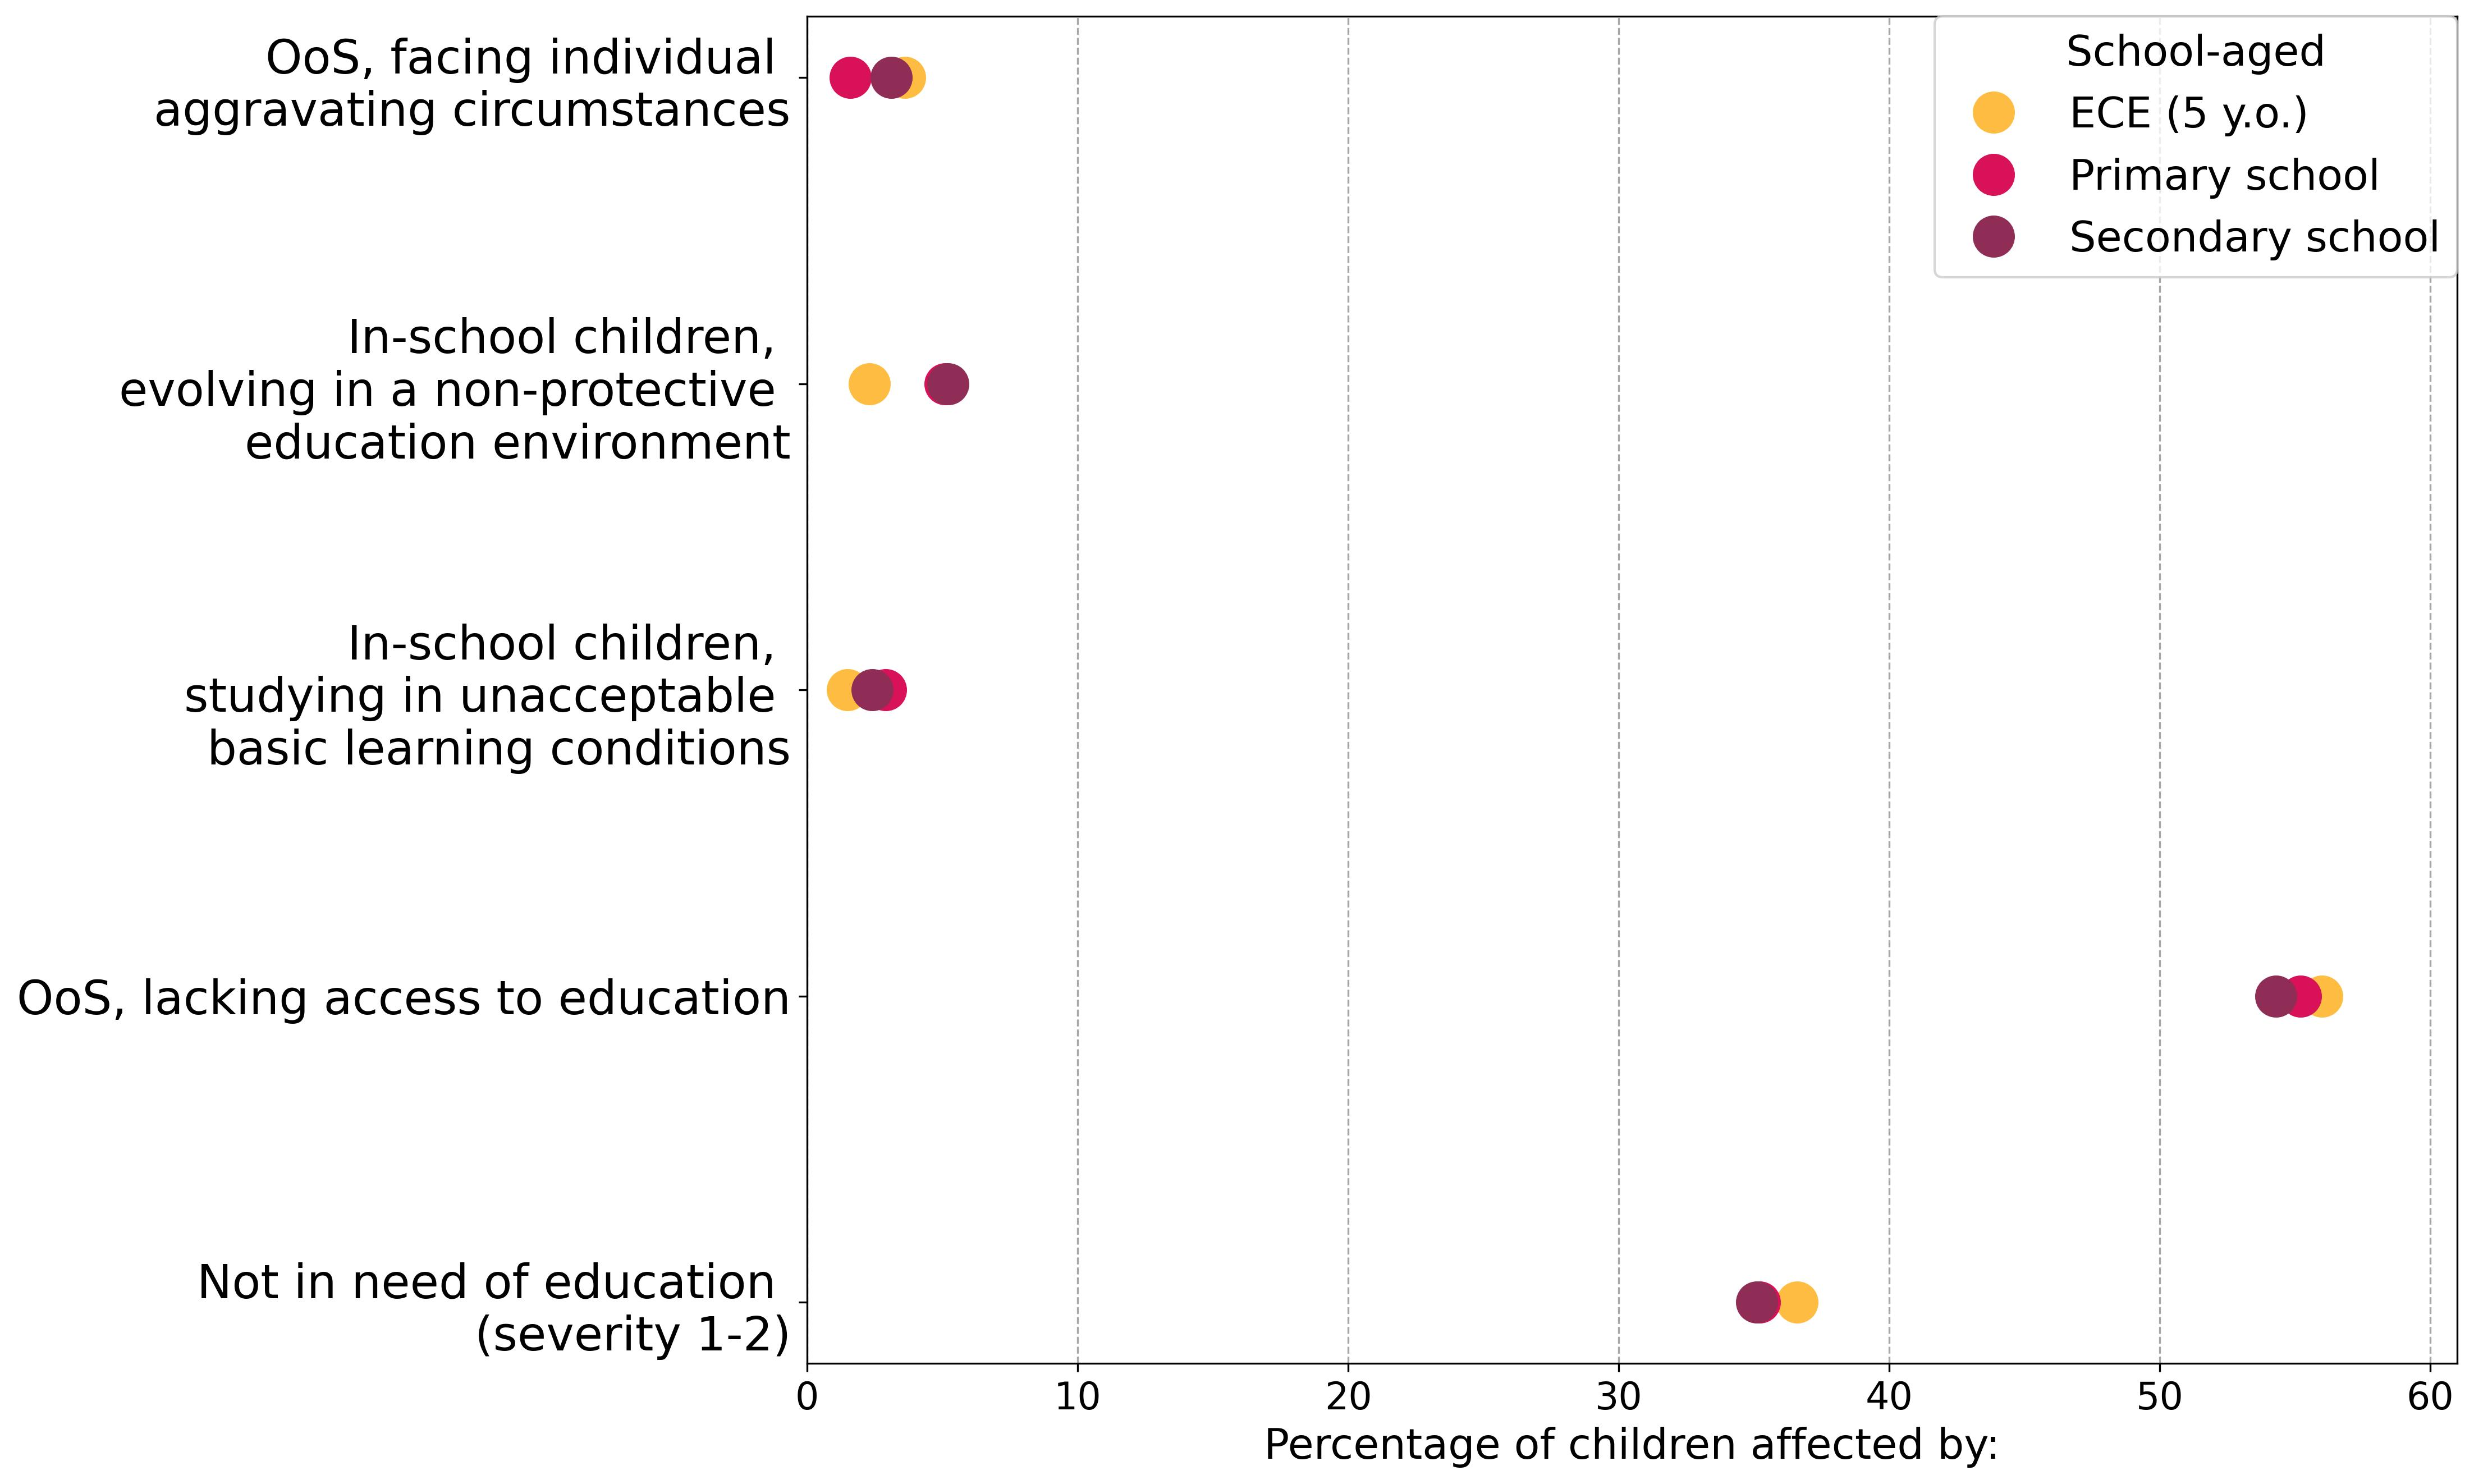 OoS, facing individual
aggravating circumstances
In-school children,
evolving in a non-protective
education environment
In-school children,
studying in unacceptable
basic learning conditions
OoS, lacking access to education
Not in need of education
(severity 1-2)
School-aged
ECE (5 y.o.)
Primary school
Secondary school
0 10 20 30 40 50 60
Percentage of children affected by: